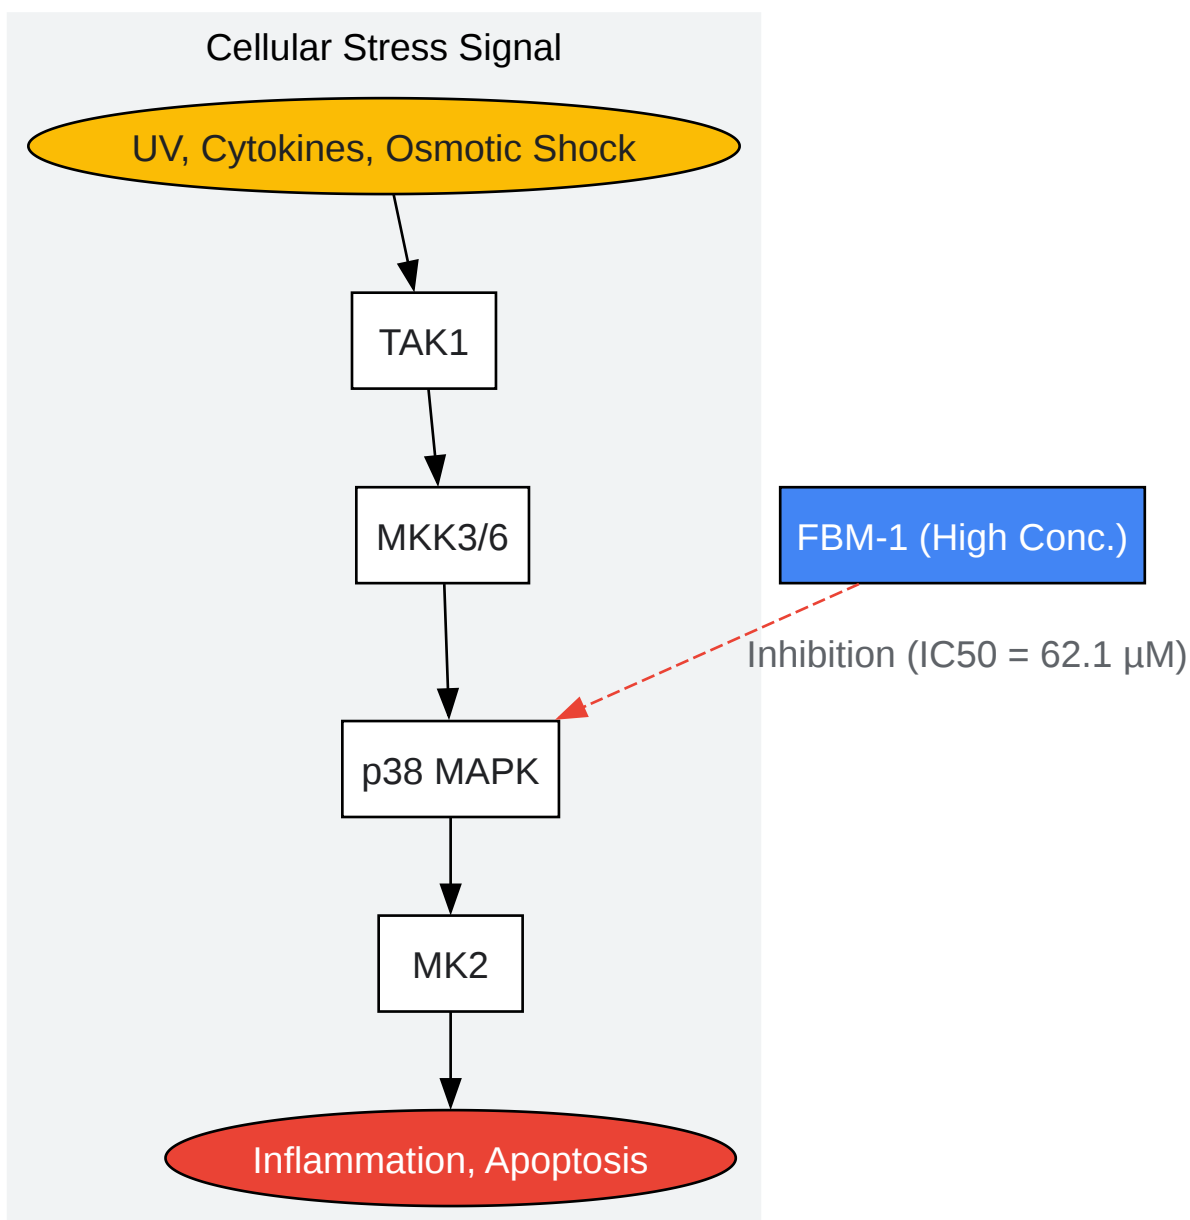 Cellular Stress Signal
UV, Cytokines, Osmotic Shock
TAK1
MKK3/6
FBM-1 (High Conc.)
Inhibition (IC50 = 62.1 µM)
p38 MAPK
MK2
Inflammation, Apoptosis